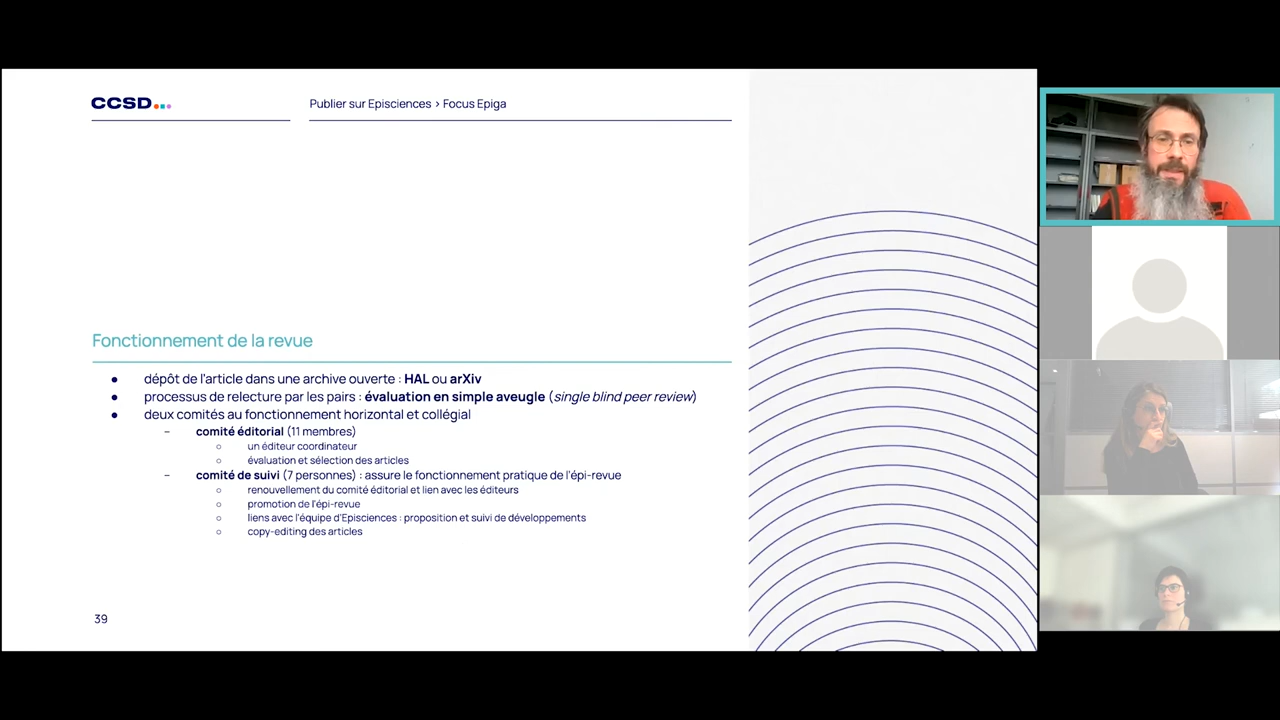 CCSD
Publier sur Episciences > Focus Epiga
Fonctionnement de la revue
● dépôt de l'article dans une archive ouverte : HAL ou arXiv
● processus de relecture par les pairs : évaluation en simple aveugle (single blind peer review)
● deux comités au fonctionnement horizontal et collégial
– comité éditorial (11 membres)
○ un éditeur coordinateur
○ évaluation et sélection des articles
– comité de suivi (7 personnes) : assure le fonctionnement pratique de l'épi-revue
○ renouvellement du comité éditorial et lien avec les éditeurs
○ promotion de l'épi-revue
○ liens avec l'équipe d'Episciences : proposition et suivi de développements
○ copy-editing des articles
39